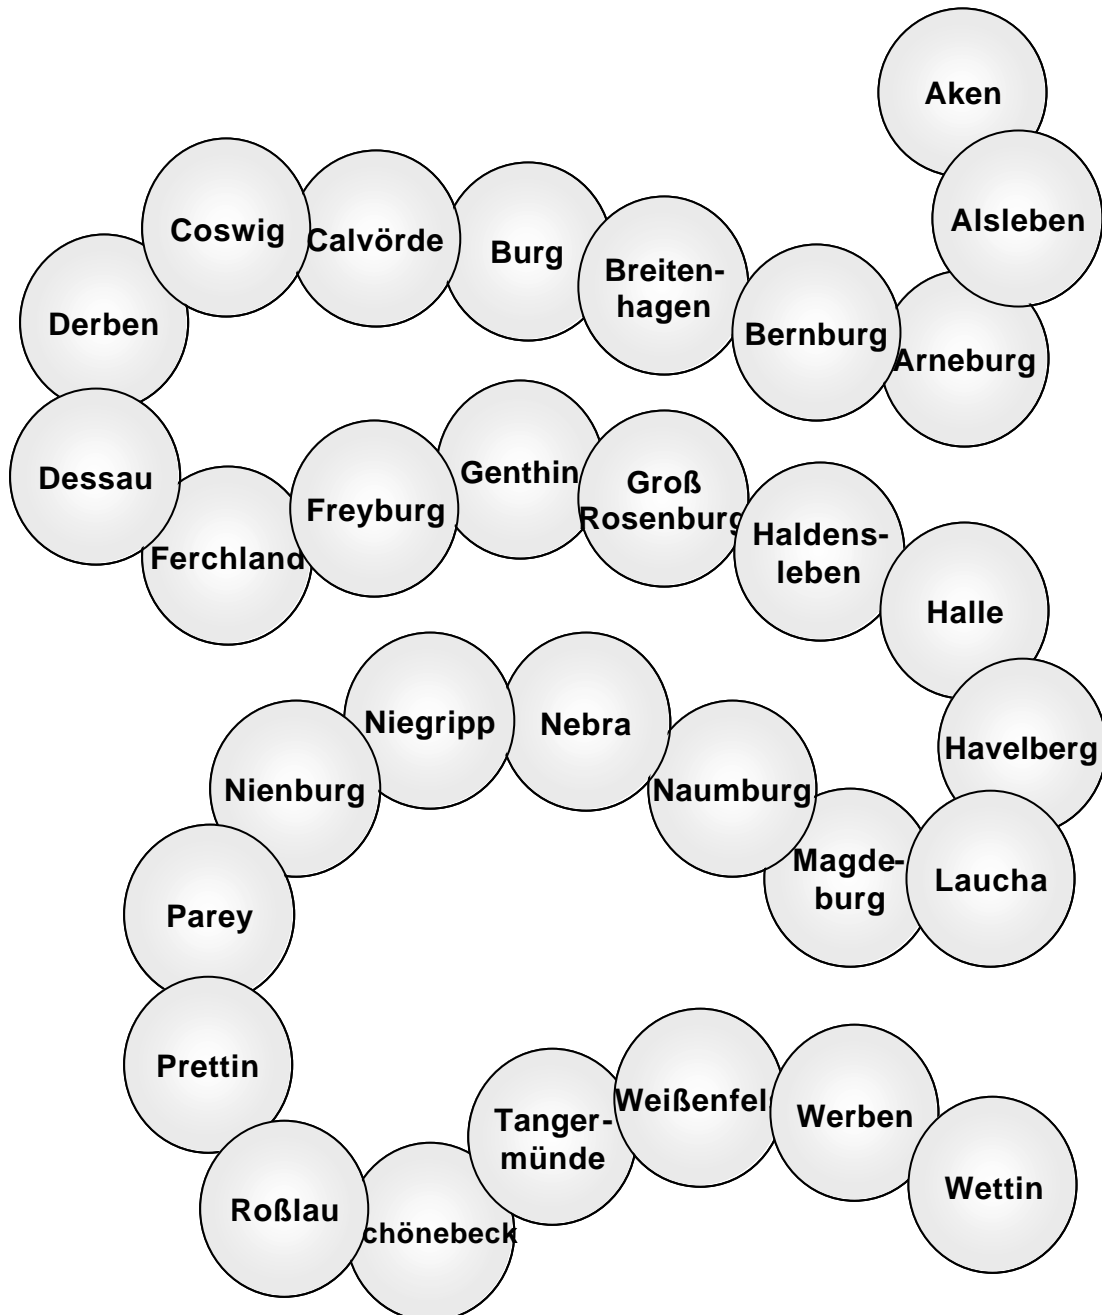 Aken
Alsleben
Arneburg
Bernburg
Breiten-
hagen
Burg
Calvörde
Coswig
Derben
Dessau
Ferchland
Freyburg
Genthin
Groß
Rosenburg
Haldens-
leben
Halle
Havelberg
Laucha
Magde-
burg
Naumburg
Nebra
Niegripp
Nienburg
Parey
Prettin
Roßlau
chönebeck
Tanger-
münde
Weißenfel
Werben
Wettin